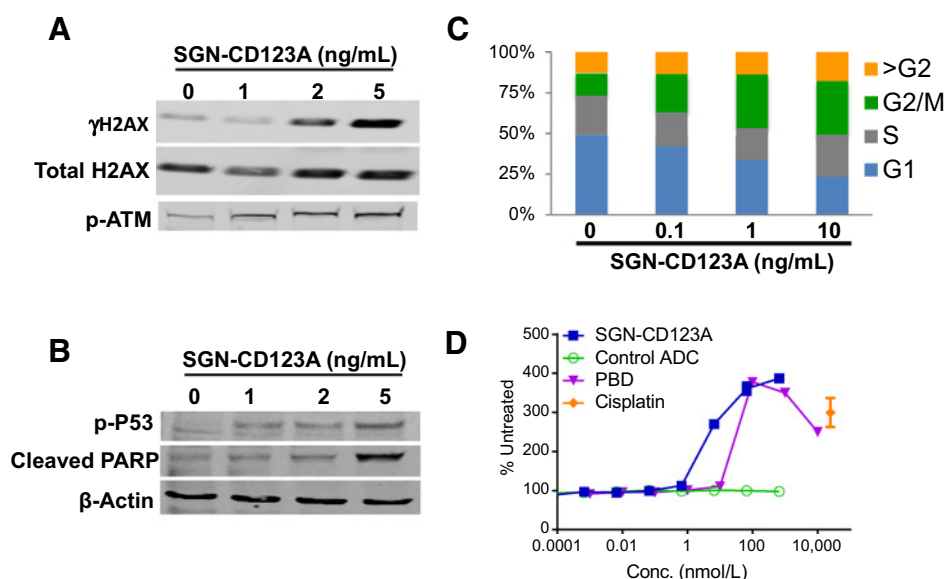 A
SGN-CD123A (ng/mL)
0 1 2 5
γH2AX
Total H2AX
p-ATM
B
SGN-CD123A (ng/mL)
0 1 2 5
p-P53
Cleaved PARP
β-Actin
C
100%
75%
50%
25%
0%
0 0.1 1 10
SGN-CD123A (ng/mL)
>G2
G2/M
S
G1
D
SGN-CD123A
Control ADC
PBD
Cisplatin
% Untreated
500
400
300
200
100
0
0.0001 0.01 1 100 10,000
Conc. (nmol/L)